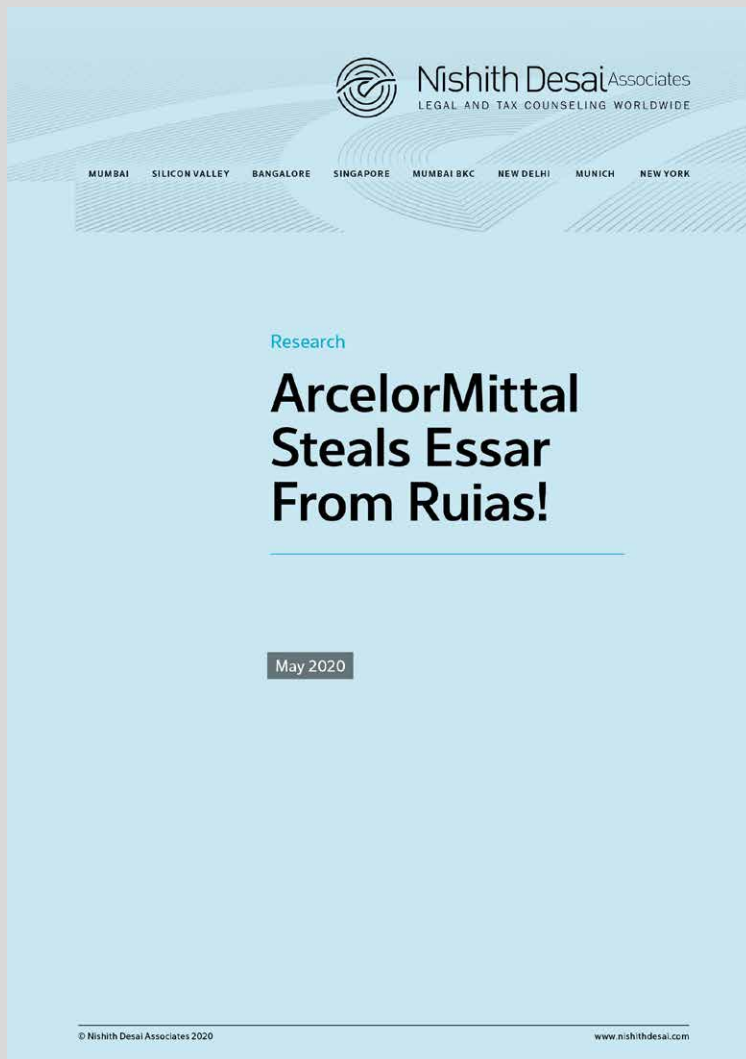 Nishith Desai Associates
LEGAL AND TAX COUNSELING WORLDWIDE
MUMBAI SILICON VALLEY BANGALORE SINGAPORE MUMBAI BKC NEW DELHI MUNICH NEW YORK
Research
ArcelorMittal
Steals Essar
From Ruias!
May 2020
© Nishith Desai Associates 2020 www.nishithdesai.com